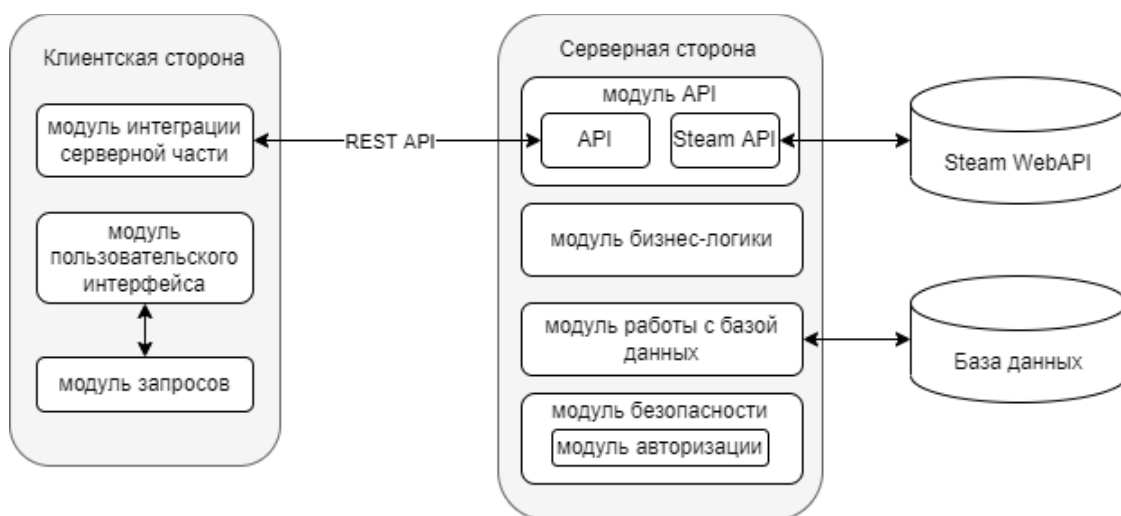 Клиентская сторона
модуль интеграции
серверной части
модуль
пользовательского
интерфейса
модуль запросов
REST API
Серверная сторона
модуль API
API
Steam API
модуль бизнес-логики
модуль работы с базой
данных
модуль безопасности
модуль авторизации
Steam WebAPI
База данных